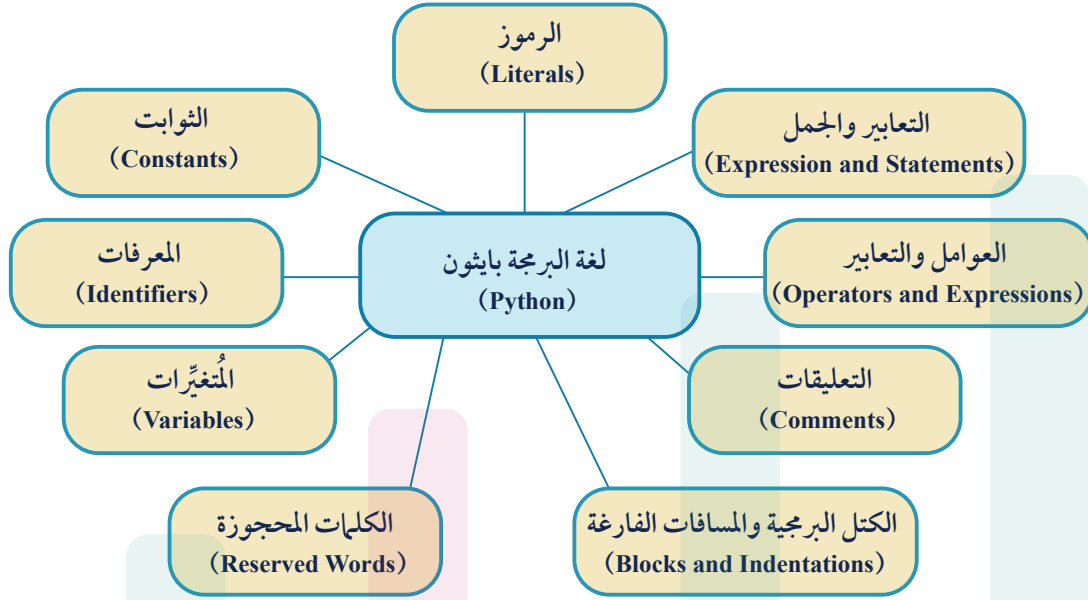 الرموز
(Literals)
التعابير والجمل
(Expression and Statements)
الثوابت
(Constants)
العوامل والتعابير
(Operators and Expressions)
لغة البرمجة بايثون
(Python)
المعرفات
(Identifiers)
التعليقات
(Comments)
المُتغيِّرات
(Variables)
الكتل البرمجية والمسافات الفارغة
(Blocks and Indentations)
الكلمات المحجوزة
(Reserved Words)